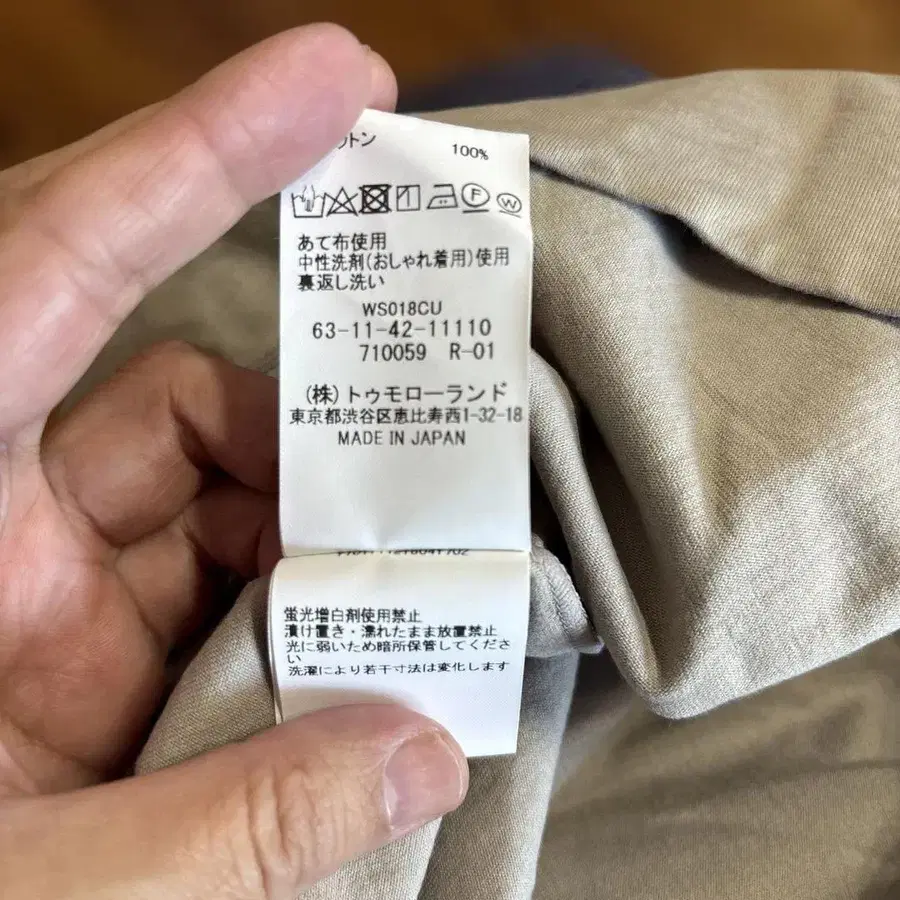 トン 100%
F W
あて布使用
中性洗剤(おしゃれ着用)使用
裏返し洗い
WS018CU
63-11-42-11110
710059 R-01
(株)トゥモローランド
東京都渋谷区恵比寿西1-32-18
MADE IN JAPAN
蛍光増白剤使用禁止
漬け置き・濡れたまま放置禁止
光に弱いため暗所保管してくださ
い
洗濯により若干寸法は変化します